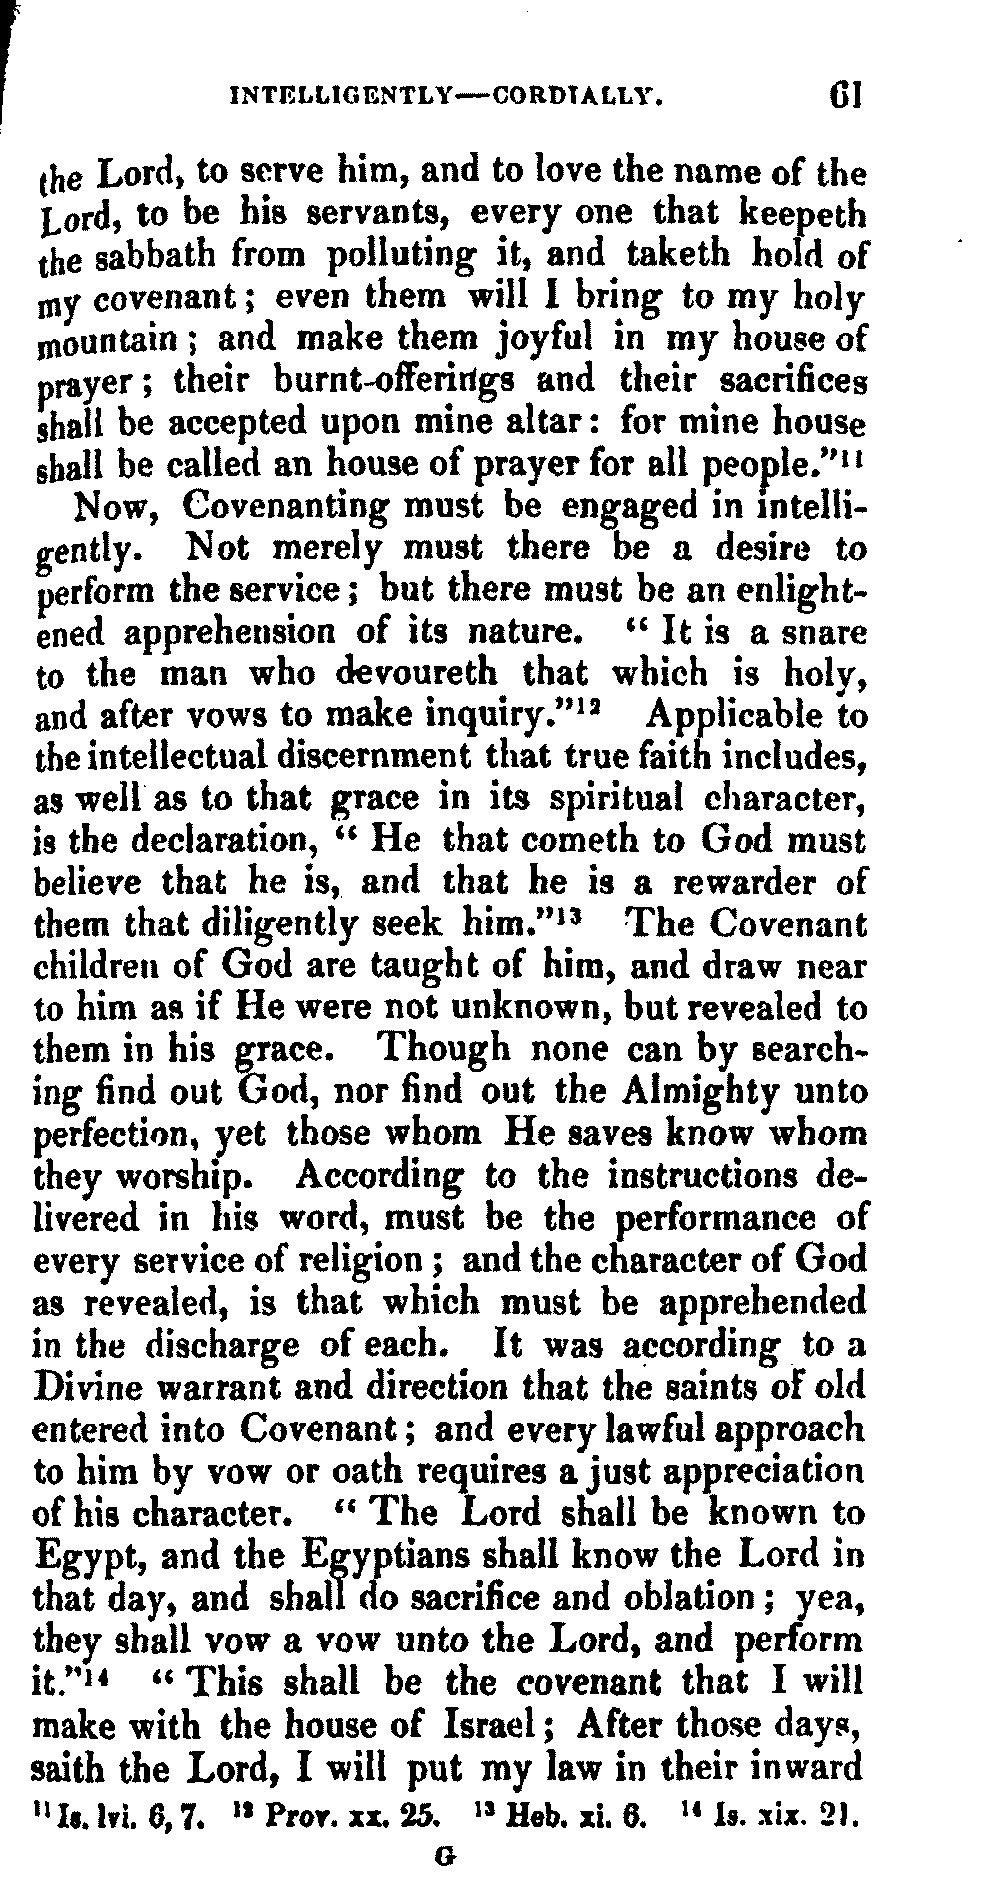 INTELLIGENTLY—CORDIALLY. 61
the Lord, to serve him, and to love the name of the
Lord, to be his servants, every one that keepeth
the sabbath from polluting it, and taketh hold of
my covenant; even them will I bring to my holy
mountain; and make them joyful in my house of
prayer; their burnt-offerings and their sacrifices
shall be accepted upon mine altar: for mine house
shall be called an house of prayer for all people."¹¹
Now, Covenanting must be engaged in intelli-
gently. Not merely must there be a desire to
perform the service; but there must be an enlight-
ened apprehension of its nature. "It is a snare
to the man who devoureth that which is holy,
and after vows to make inquiry."¹² Applicable to
the intellectual discernment that true faith includes,
as well as to that grace in its spiritual character,
is the declaration, "He that cometh to God must
believe that he is, and that he is a rewarder of
them that diligently seek him."¹³ The Covenant
children of God are taught of him, and draw near
to him as if He were not unknown, but revealed to
them in his grace. Though none can by search-
ing find out God, nor find out the Almighty unto
perfection, yet those whom He saves know whom
they worship. According to the instructions de-
livered in his word, must be the performance of
every service of religion; and the character of God
as revealed, is that which must be apprehended
in the discharge of each. It was according to a
Divine warrant and direction that the saints of old
entered into Covenant; and every lawful approach
to him by vow or oath requires a just appreciation
of his character. "The Lord shall be known to
Egypt, and the Egyptians shall know the Lord in
that day, and shall do sacrifice and oblation; yea,
they shall vow a vow unto the Lord, and perform
it."¹⁴ "This shall be the covenant that I will
make with the house of Israel; After those days,
saith the Lord, I will put my law in their inward
¹¹ Is. lvi. 6, 7. ¹² Prov. xx. 25. ¹³ Heb. xi. 6. ¹⁴ Is. xix. 21.
G